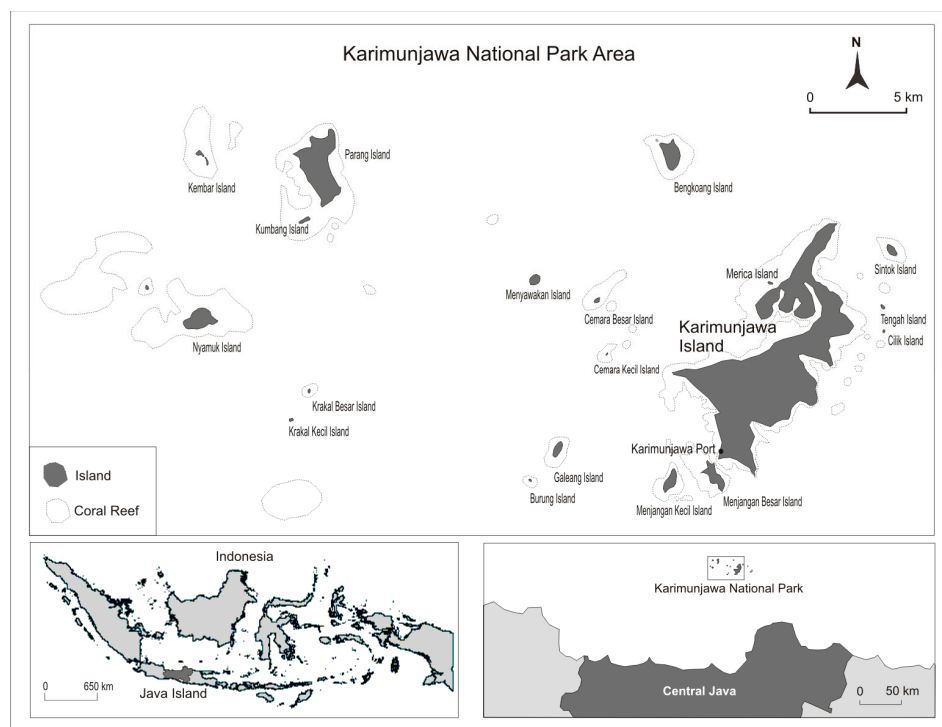 Karimunjawa National Park Area
N
0 5 km
Parang Island
Kembar Island
Bengkoang Island
Kumbang Island
Merica Island
Sintok Island
Menyawakan Island
Cemara Besar Island
Tengah Island
Karimunjawa
Island
Cilik Island
Nyamuk Island
Cemara Kecil Island
Krakal Besar Island
Krakal Kecil Island
Karimunjawa Port
Galeang Island
Burung Island
Menjangan Kecil Island
Menjangan Besar Island
Island
Coral Reef
Indonesia
0 650 km
Java Island
Karimunjawa National Park
Central Java
0 50 km